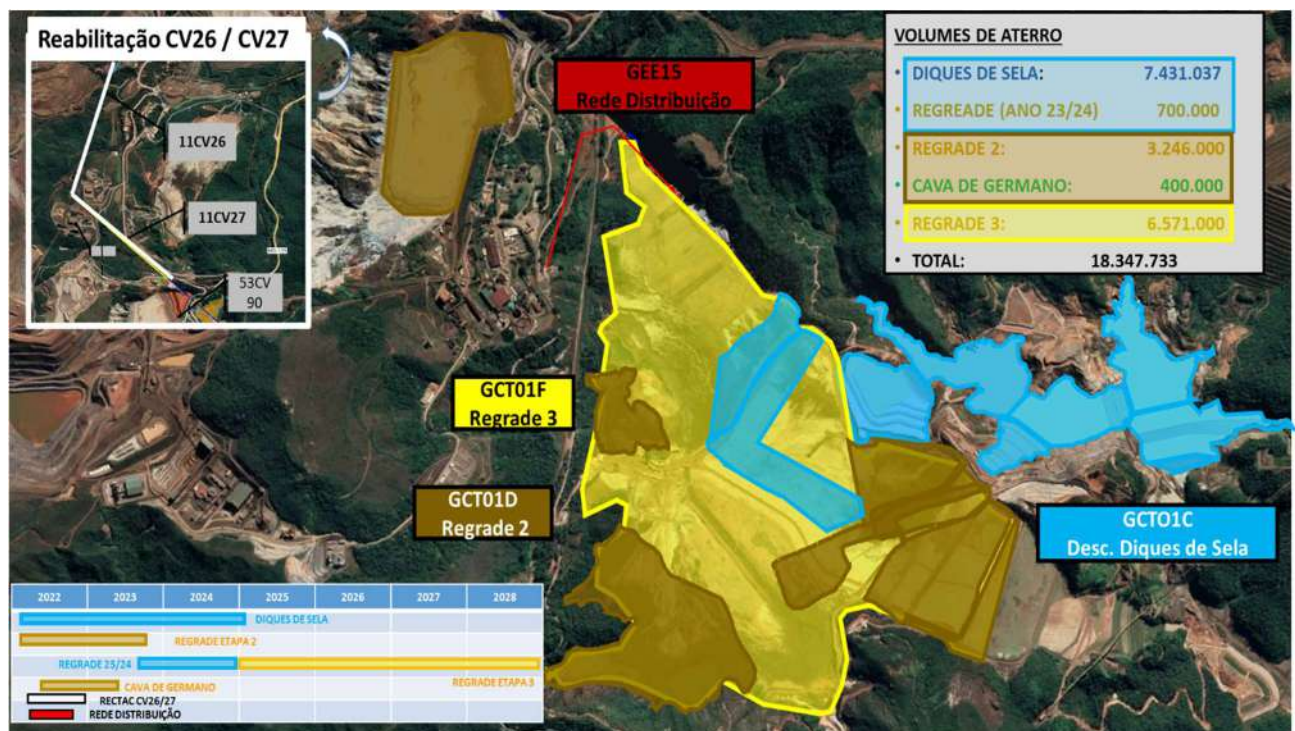 Reabilitação CV26 / CV27
11CV26
11CV27
53CV
90
GEE15
Rede Distribuição
VOLUMES DE ATERRO
• DIQUES DE SELA: 7.431.037
• REGREADE (ANO 23/24) 700.000
• REGRADE 2: 3.246.000
• CAVA DE GERMANO: 400.000
• REGRADE 3: 6.571.000
• TOTAL: 18.347.733
GCT01F
Regrade 3
GCT01D
Regrade 2
GCTO1C
Desc. Diques de Sela
2022 2023 2024 2025 2026 2027 2028
DIQUES DE SELA
REGRADE ETAPA 2
REGRADE 23/24
REGRADE ETAPA 3
CAVA DE GERMANO
RECTAC CV26/27
REDE DISTRIBUIÇÃO